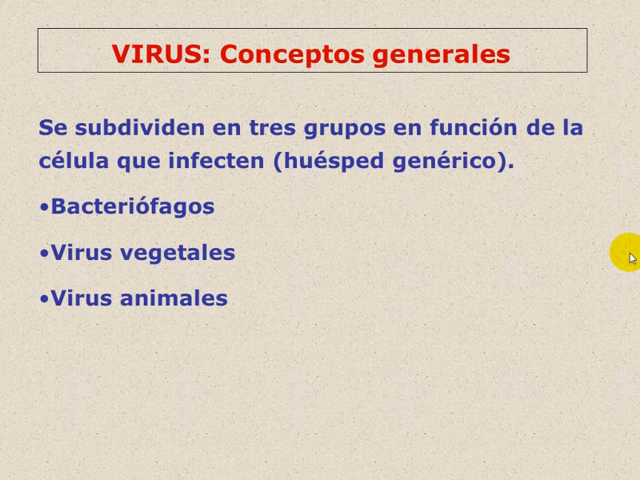 VIRUS: Conceptos generales
Se subdividen en tres grupos en función de la
célula que infecten (huésped genérico).
•Bacteriófagos
•Virus vegetales
•Virus animales